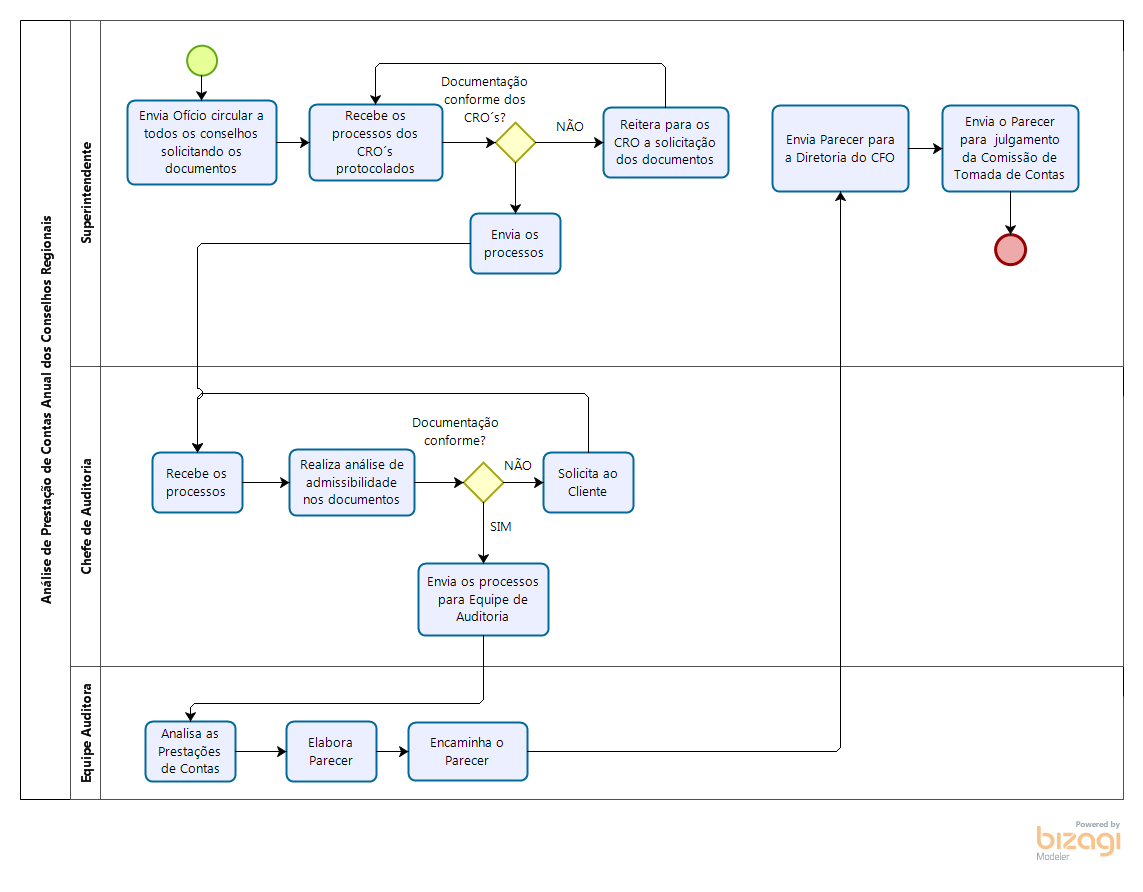 Análise de Prestação de Contas Anual dos Conselhos Regionais
Superintendente
Envia Ofício circular a
todos os conselhos
solicitando os
documentos
Recebe os
processos dos
CRO´s
protocolados
Documentação
conforme dos
CRO´s?
NÃO
Reitera para os
CRO a solicitação
dos documentos
Envia os
processos
Envia Parecer para
a Diretoria do CFO
Envia o Parecer
para julgamento
da Comissão de
Tomada de Contas
Chefe de Auditoria
Recebe os
processos
Realiza análise de
admissibilidade
nos documentos
Documentação
conforme?
NÃO
Solicita ao
Cliente
SIM
Envia os processos
para Equipe de
Auditoria
Equipe Auditora
Analisa as
Prestações
de Contas
Elabora
Parecer
Encaminha o
Parecer
Powered by
bizagi
Modeler